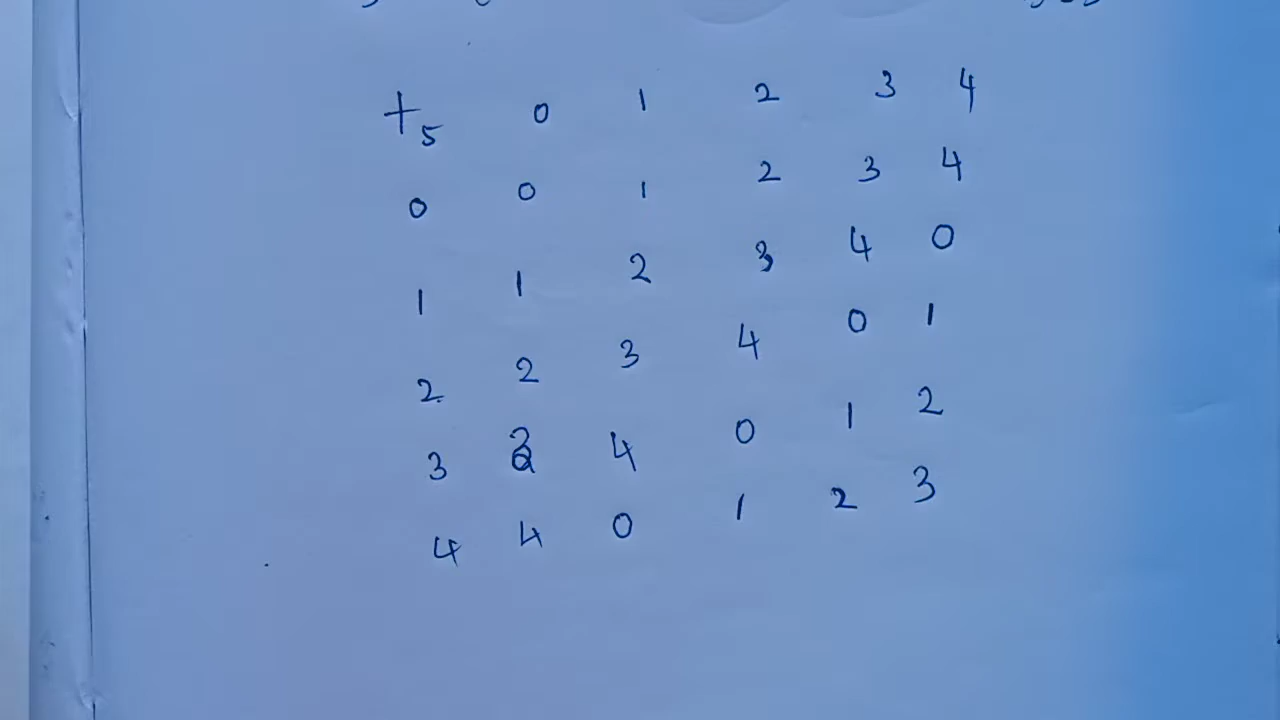 +5 0 1 2 3 4
0 0 1 2 3 4
1 1 2 3 4 0
2 2 3 4 0 1
3 3 4 0 1 2
4 4 0 1 2 3